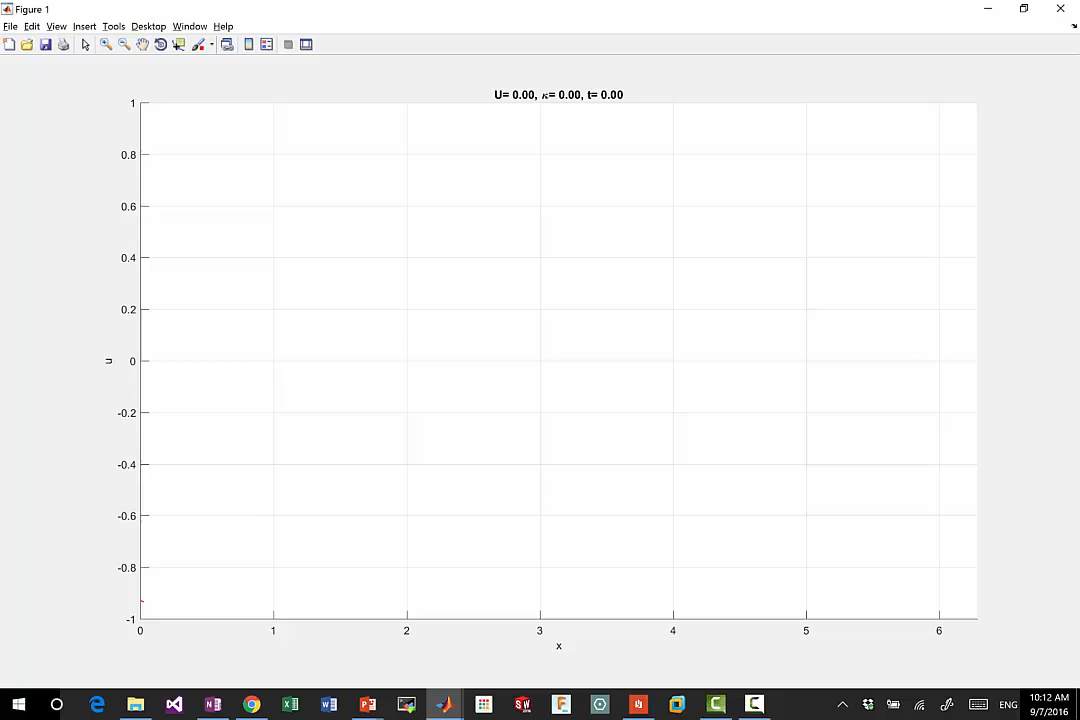 Figure 1
File Edit View Insert Tools Desktop Window Help
U= 0.00, κ= 0.00, t= 0.00
1
0.8
0.6
0.4
0.2
u
0
-0.2
-0.4
-0.6
-0.8
-1
0 1 2 3 4 5 6
x
ENG
10:12 AM
9/7/2016